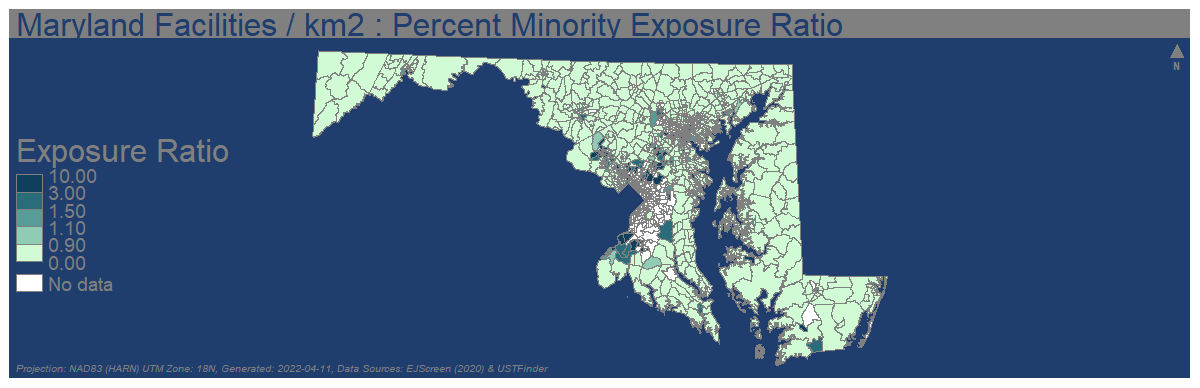 Maryland Facilities / km2 : Percent Minority Exposure Ratio
N
Exposure Ratio
10.00
3.00
1.50
1.10
0.90
0.00
No data
Projection: NAD83 (HARN) UTM Zone: 18N, Generated: 2022-04-11, Data Sources: EJScreen (2020) & USTFinder